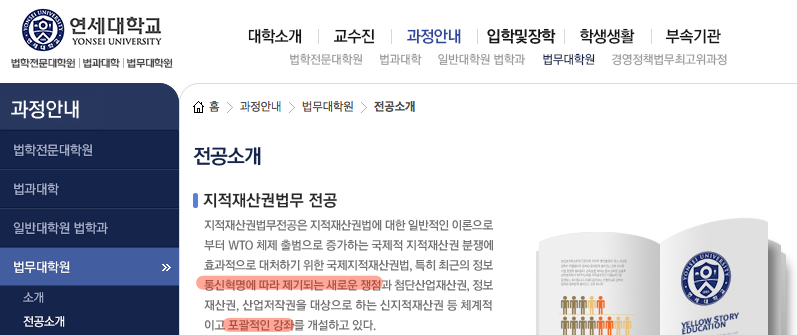 연세대학교
YONSEI UNIVERSITY
법학전문대학원 | 법과대학 | 법무대학원
대학소개 교수진 과정안내 입학및장학 학생생활 부속기관
법학전문대학원 법과대학 일반대학원 법학과 법무대학원 경영정책법무최고위과정
과정안내
법학전문대학원
법과대학
일반대학원 법학과
법무대학원 »
소개
전공소개
홈 > 과정안내 > 법무대학원 > 전공소개
전공소개
지적재산권법무 전공
지적재산권법무전공은 지적재산권법에 대한 일반적인 이론으로
부터 WTO 체제 출범으로 증가하는 국제적 지적재산권 분쟁에
효과적으로 대처하기 위한 국제지적재산권법, 특히 최근의 정보
통신혁명에 따라 제기되는 새로운 쟁점과 첨단산업재산권, 정보
재산권, 산업저작권을 대상으로 하는 신지적재산권 등 체계적
이고 포괄적인 강좌를 개설하고 있다.
YONSEI UNIVERSITY
YELLOW STORY
EDUCATION